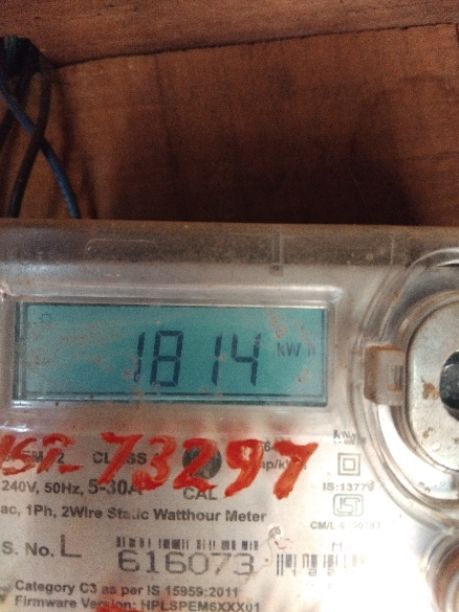 1814 kWh
CLASS
73297
240V, 50Hz, 5-30A CAL
IS:13779
ac, 1Ph, 2Wire Static Watthour Meter
S. No. L 616073
Category C3 as per IS 15959:2011
Firmware Version: HPLSPEM6XXX01